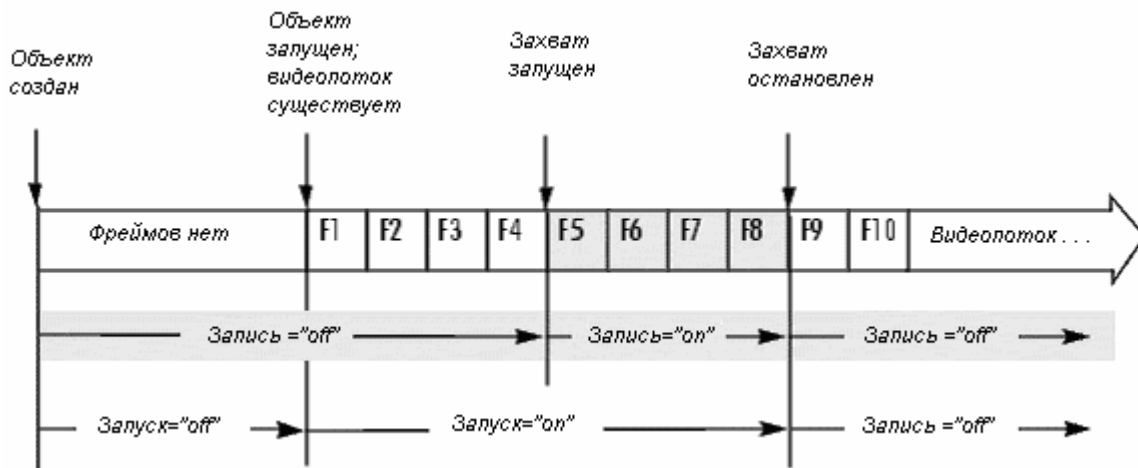 Объект
создан
Объект
запущен;
видеопоток
существует
Захват
запущен
Захват
остановлен
Фреймов нет F1 F2 F3 F4 F5 F6 F7 F8 F9 F10 Видеопоток . . .
Запись ="off" Запись="on" Запись ="off"
Запуск="off" Запуск="on" Запись ="off"